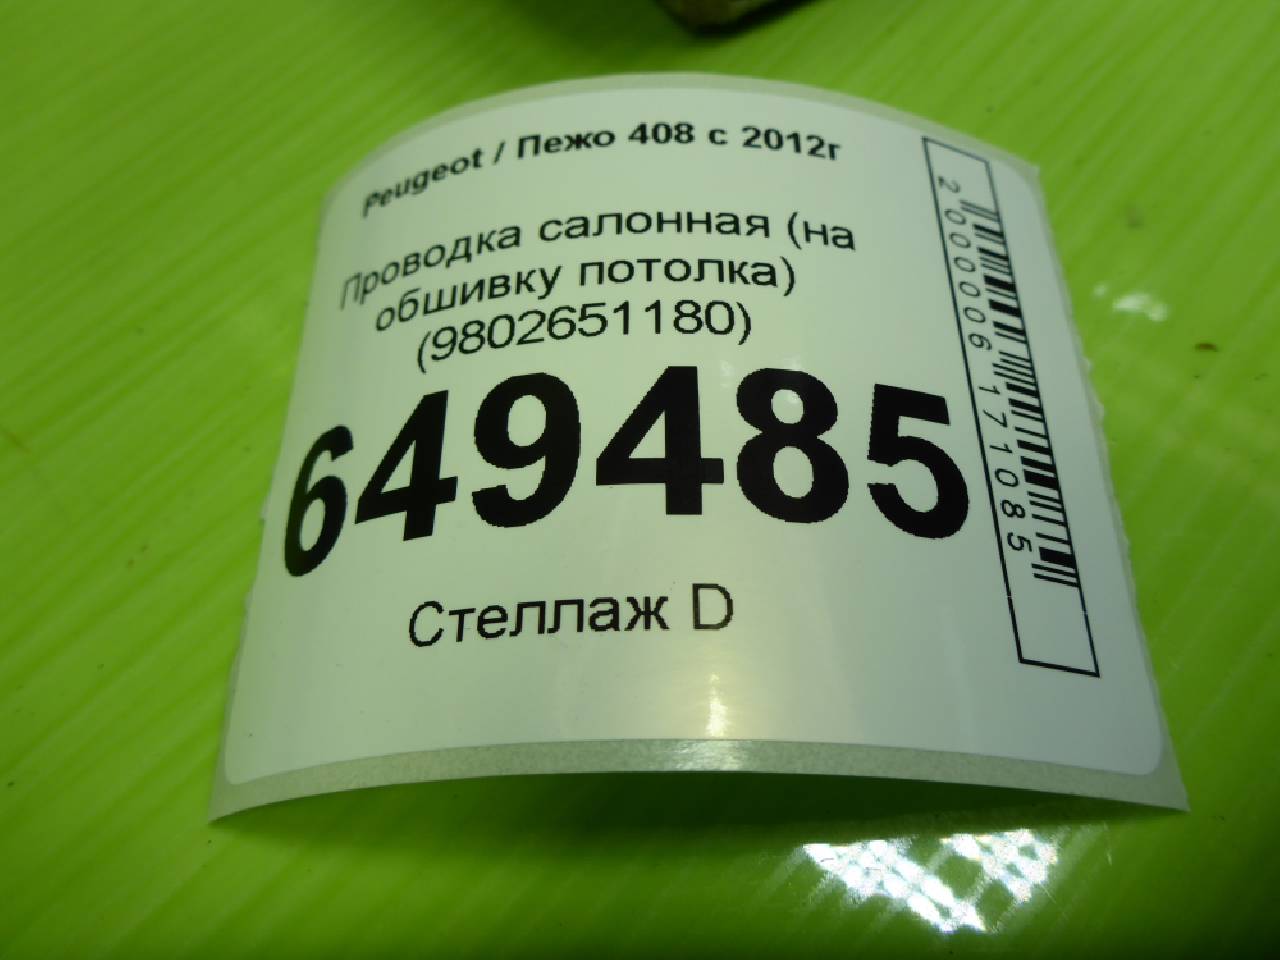 Peugeot / Пежо 408 с 2012г
Проводка салонная (на
обшивку потолка)
(9802651180)
649485
Стеллаж D
2000006171085